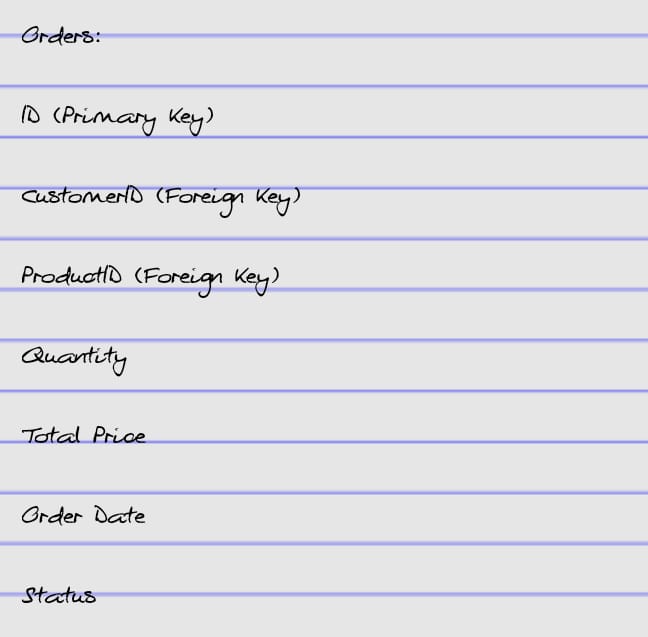 Orders:
ID (Primary Key)
CustomerID (Foreign Key)
ProductID (Foreign Key)
Quantity
Total Price
Order Date
Status